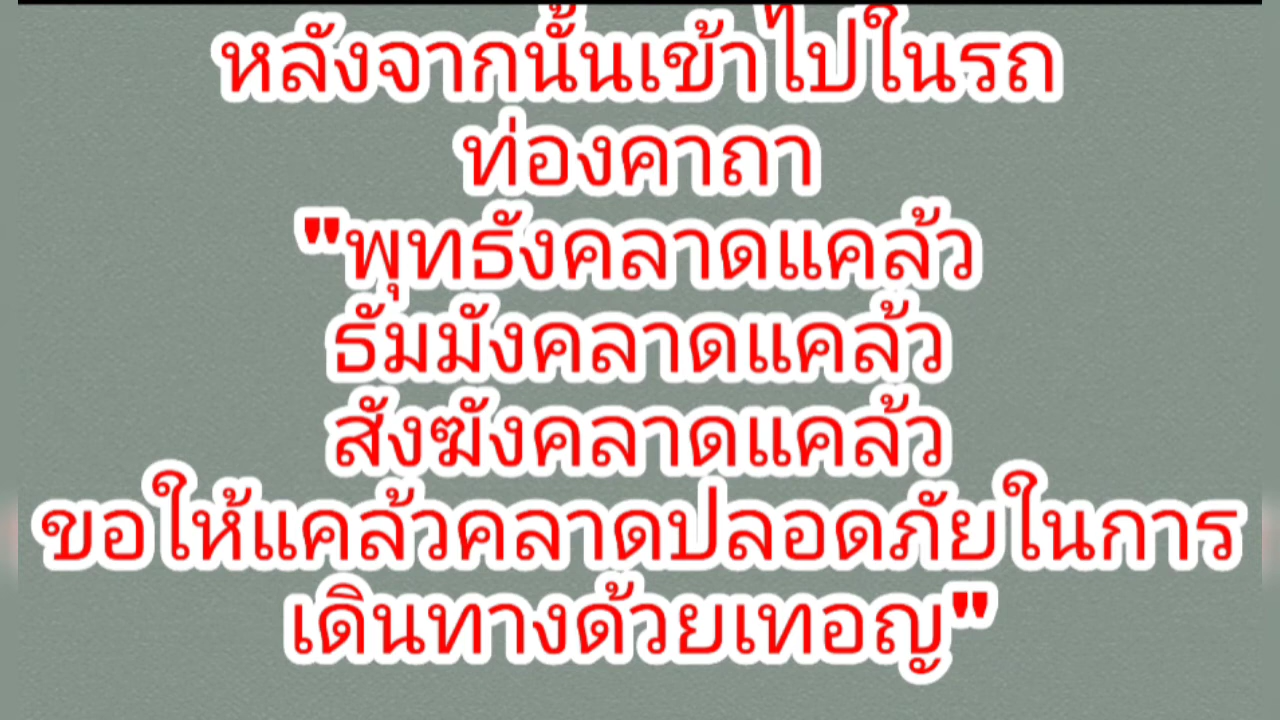 หลังจากนั้นเข้าไปในรถ
ท่องคาถา
"พุทธังคลาดแคล้ว
ธัมมังคลาดแคล้ว
สังฆังคลาดแคล้ว
ขอให้แคล้วคลาดปลอดภัยในการ
เดินทางด้วยเทอญ"